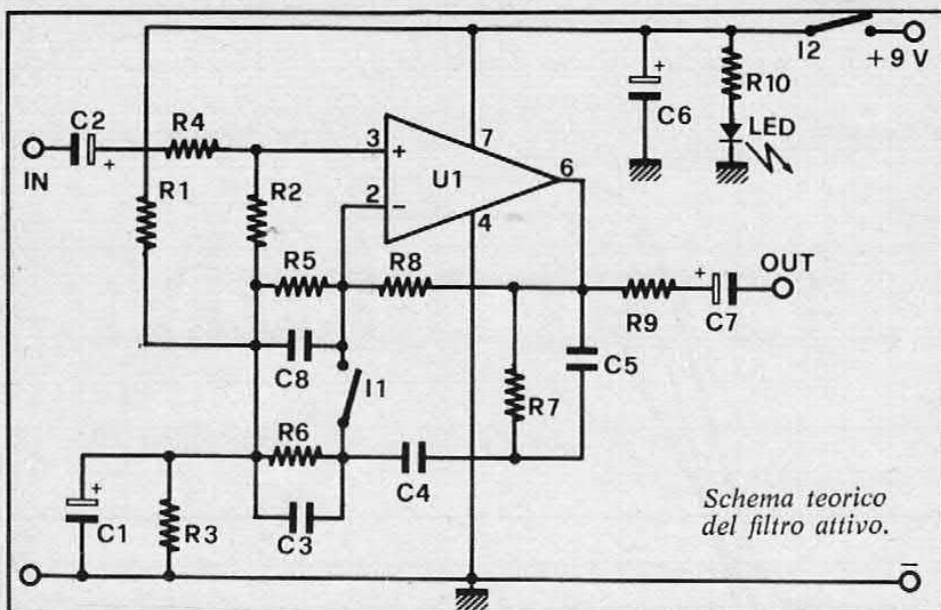 I2
+9 V
C2
+
IN
R4
R1
R2
3
+
2
−
U1
7
4
6
+
C6
R10
LED
R5
R8
C8
I1
R9
+
C7
OUT
C5
R7
R6
C4
C3
+
C1
R3
Schema teorico
del filtro attivo.
−